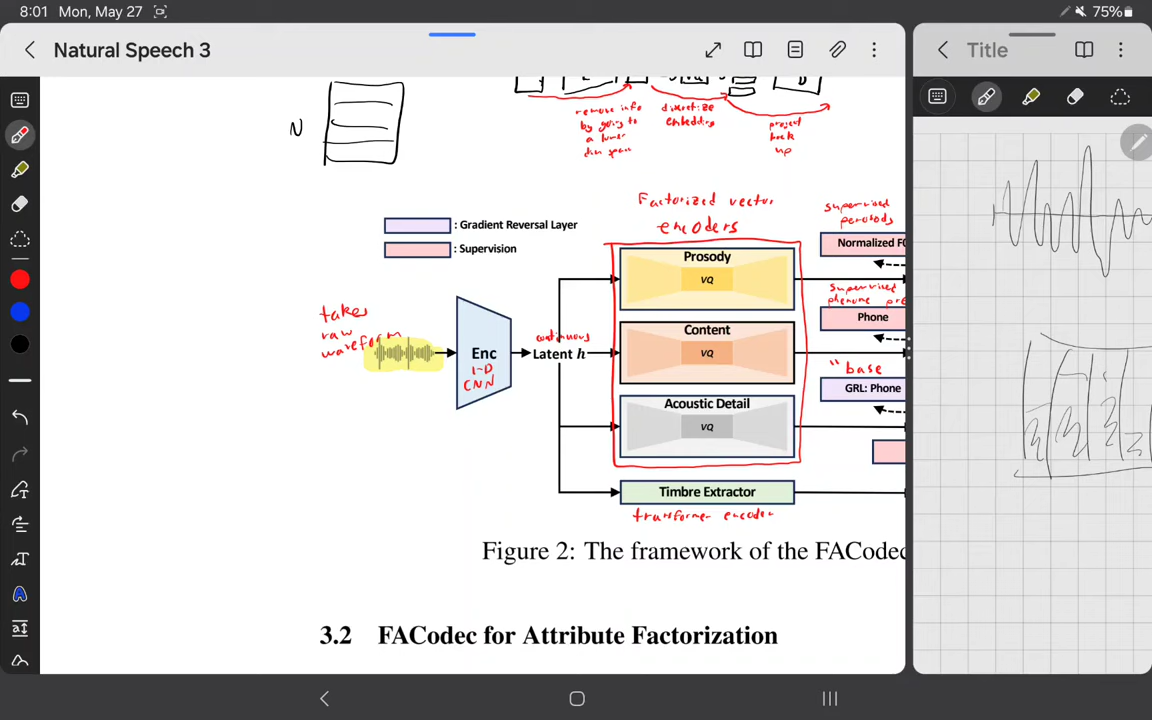 8:01 Mon, May 27
75%
Natural Speech 3
Title
N
remove info
by going to
a lower
dim space
discretize
embedding
project
back
up
: Gradient Reversal Layer
: Supervision
Factorized vector
encoders
supervised
Normalized F0
Prosody
VQ
takes
raw
waveform
Enc
1-D
CNN
continuous
Latent h
supervised
phoneme pre
Phone
Content
VQ
"base
GRL: Phone
Acoustic Detail
VQ
Timbre Extractor
transformer encoder
Figure 2: The framework of the FACodec
3.2 FACodec for Attribute Factorization